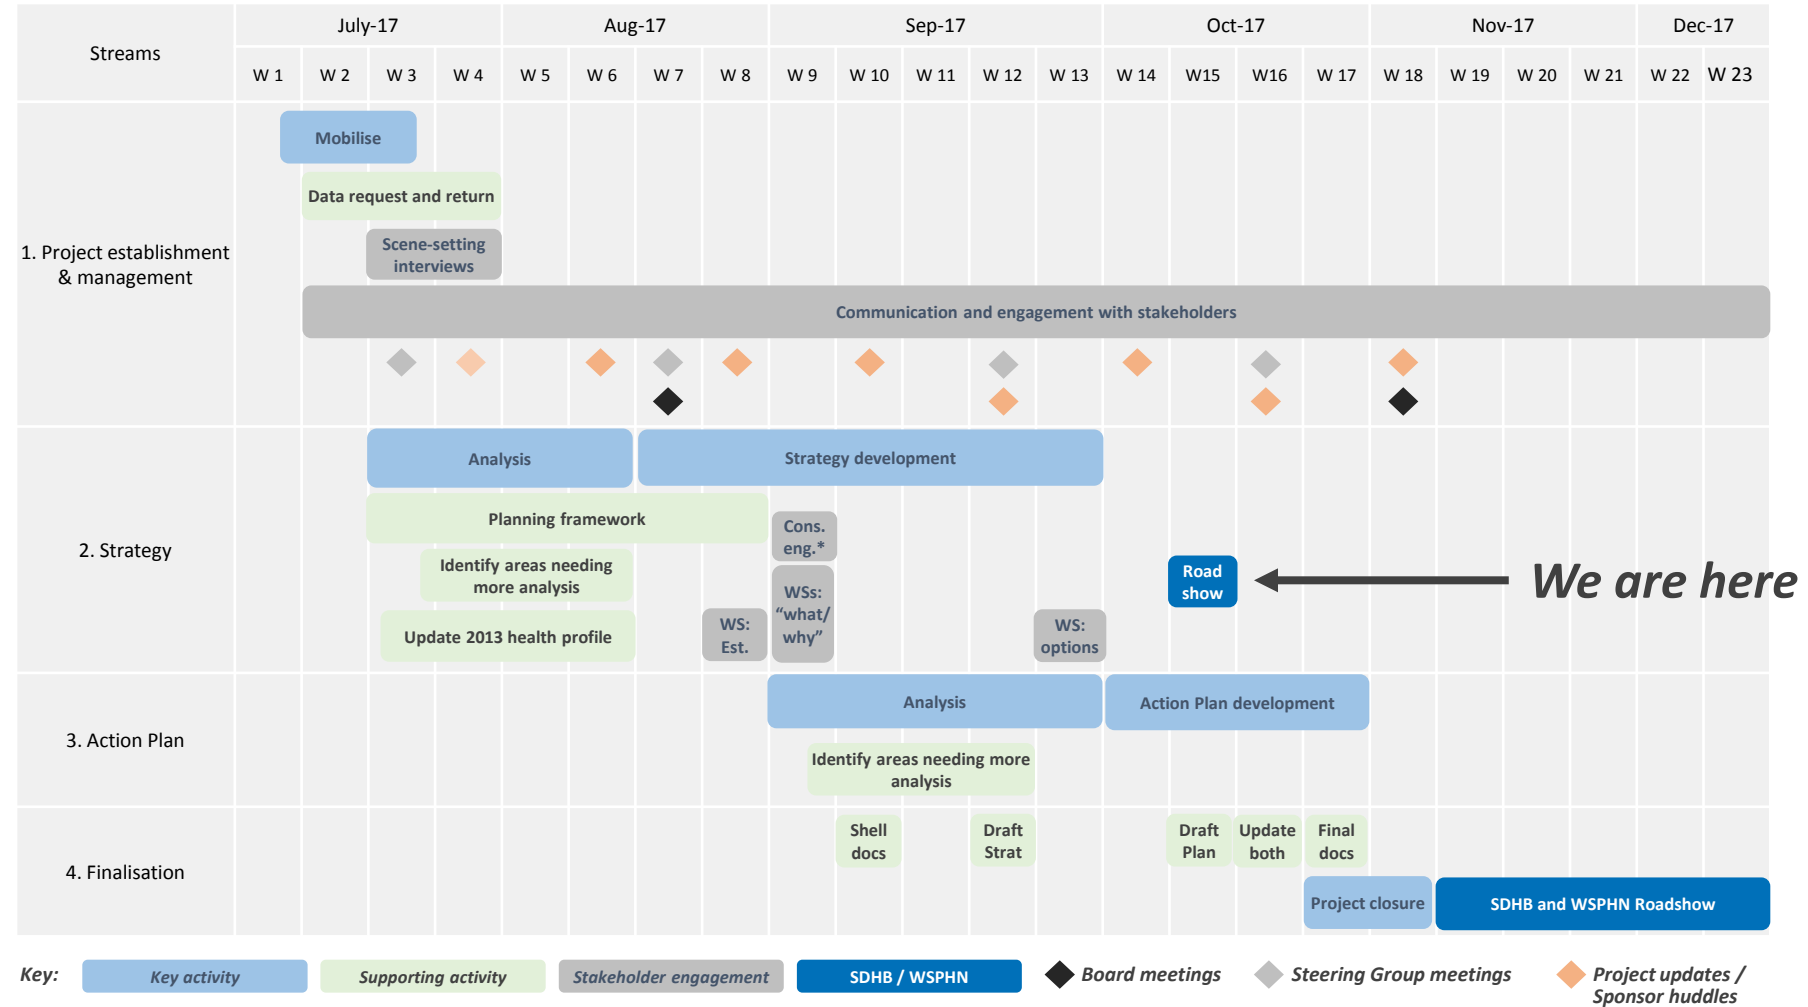 Streams
July-17
Aug-17
Sep-17
Oct-17
Nov-17
Dec-17
W 1
W 2
W 3
W 4
W 5
W 6
W 7
W 8
W 9
W 10
W 11
W 12
W 13
W 14
W15
W16
W 17
W 18
W 19
W 20
W 21
W 22
W 23
1. Project establishment
& management
Mobilise
Data request and return
Scene-setting
interviews
Communication and engagement with stakeholders
2. Strategy
Analysis
Strategy development
Planning framework
Cons.
eng.*
Identify areas needing
more analysis
WSs:
“what/
why”
Update 2013 health profile
WS:
Est.
WS:
options
Road
show
We are here
3. Action Plan
Analysis
Action Plan development
Identify areas needing more
analysis
4. Finalisation
Shell
docs
Draft
Strat
Draft
Plan
Update
both
Final
docs
Project closure
SDHB and WSPHN Roadshow
Key:
Key activity
Supporting activity
Stakeholder engagement
SDHB / WSPHN
Board meetings
Steering Group meetings
Project updates /
Sponsor huddles